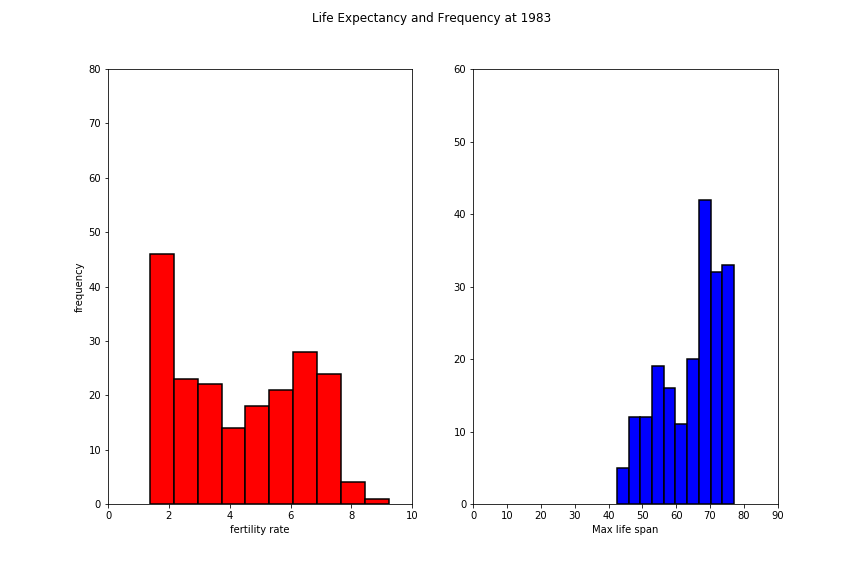 Life Expectancy and Frequency at 1983
80
70
60
50
40
30
20
10
0
frequency
0 2 4 6 8 10
fertility rate
60
50
40
30
20
10
0
0 10 20 30 40 50 60 70 80 90
Max life span